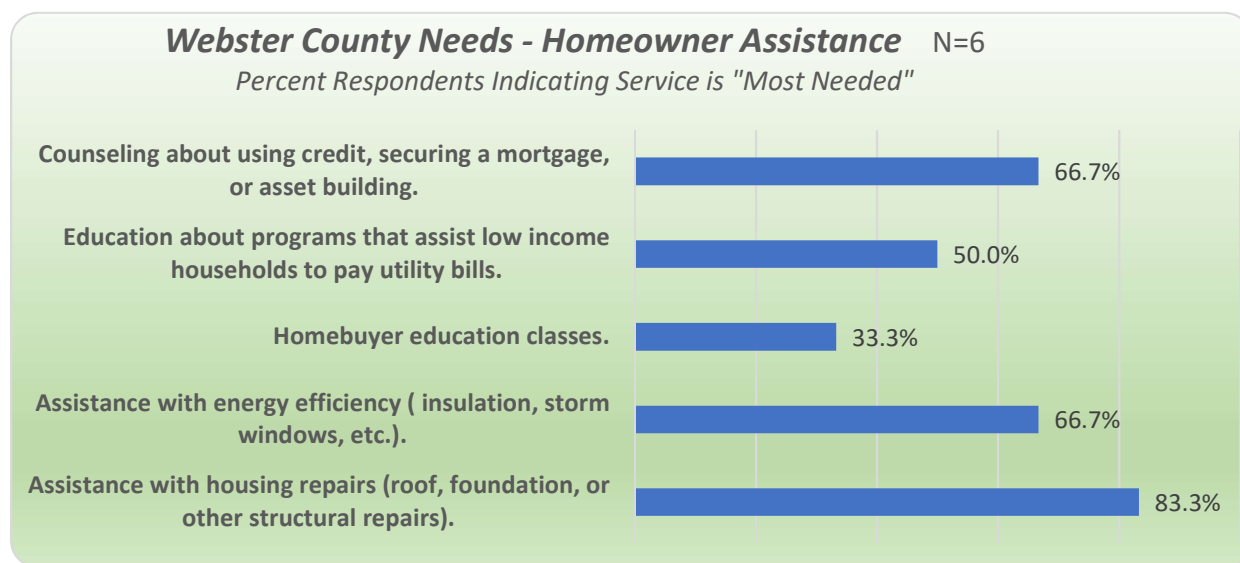 Webster County Needs - Homeowner Assistance N=6
Percent Respondents Indicating Service is "Most Needed"
Counseling about using credit, securing a mortgage,
or asset building.
66.7%
Education about programs that assist low income
households to pay utility bills.
50.0%
Homebuyer education classes.
33.3%
Assistance with energy efficiency ( insulation, storm
windows, etc.).
66.7%
Assistance with housing repairs (roof, foundation, or
other structural repairs).
83.3%